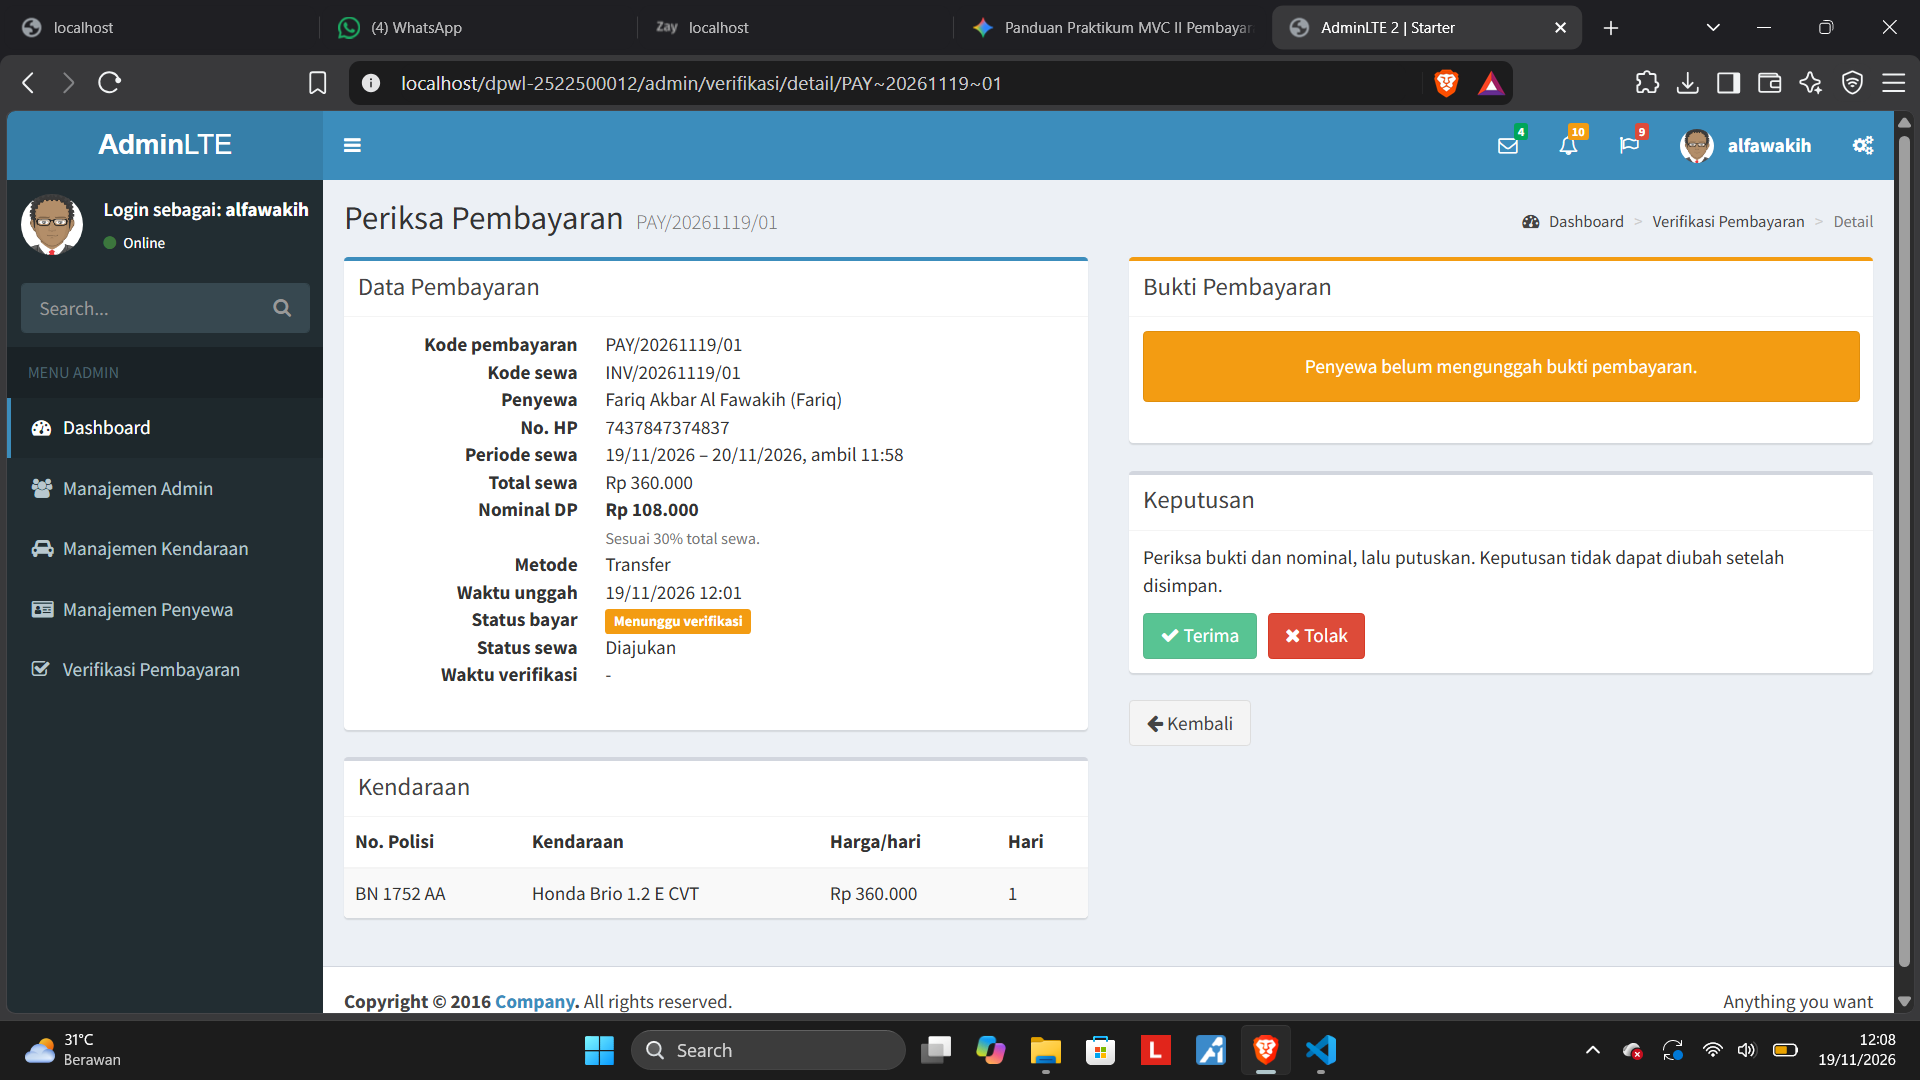 localhost
(4) WhatsApp
Zay localhost
Panduan Praktikum MVC II Pembayar
AdminLTE 2 | Starter
localhost/dpwl-2522500012/admin/verifikasi/detail/PAY~20261119~01
AdminLTE
4
10
9
alfawakih
Login sebagai: alfawakih
Online
Search...
MENU ADMIN
Dashboard
Manajemen Admin
Manajemen Kendaraan
Manajemen Penyewa
Verifikasi Pembayaran
Periksa Pembayaran PAY/20261119/01
Dashboard > Verifikasi Pembayaran > Detail
Data Pembayaran
Kode pembayaran PAY/20261119/01
Kode sewa INV/20261119/01
Penyewa Fariq Akbar Al Fawakih (Fariq)
No. HP 7437847374837
Periode sewa 19/11/2026 – 20/11/2026, ambil 11:58
Total sewa Rp 360.000
Nominal DP Rp 108.000
Sesuai 30% total sewa.
Metode Transfer
Waktu unggah 19/11/2026 12:01
Status bayar Menunggu verifikasi
Status sewa Diajukan
Waktu verifikasi -
Kendaraan
No. Polisi Kendaraan Harga/hari Hari
BN 1752 AA Honda Brio 1.2 E CVT Rp 360.000 1
Bukti Pembayaran
Penyewa belum mengunggah bukti pembayaran.
Keputusan
Periksa bukti dan nominal, lalu putuskan. Keputusan tidak dapat diubah setelah
disimpan.
Terima
Tolak
Kembali
Copyright © 2016 Company. All rights reserved.
Anything you want
31°C
Berawan
Search
L
12:08
19/11/2026